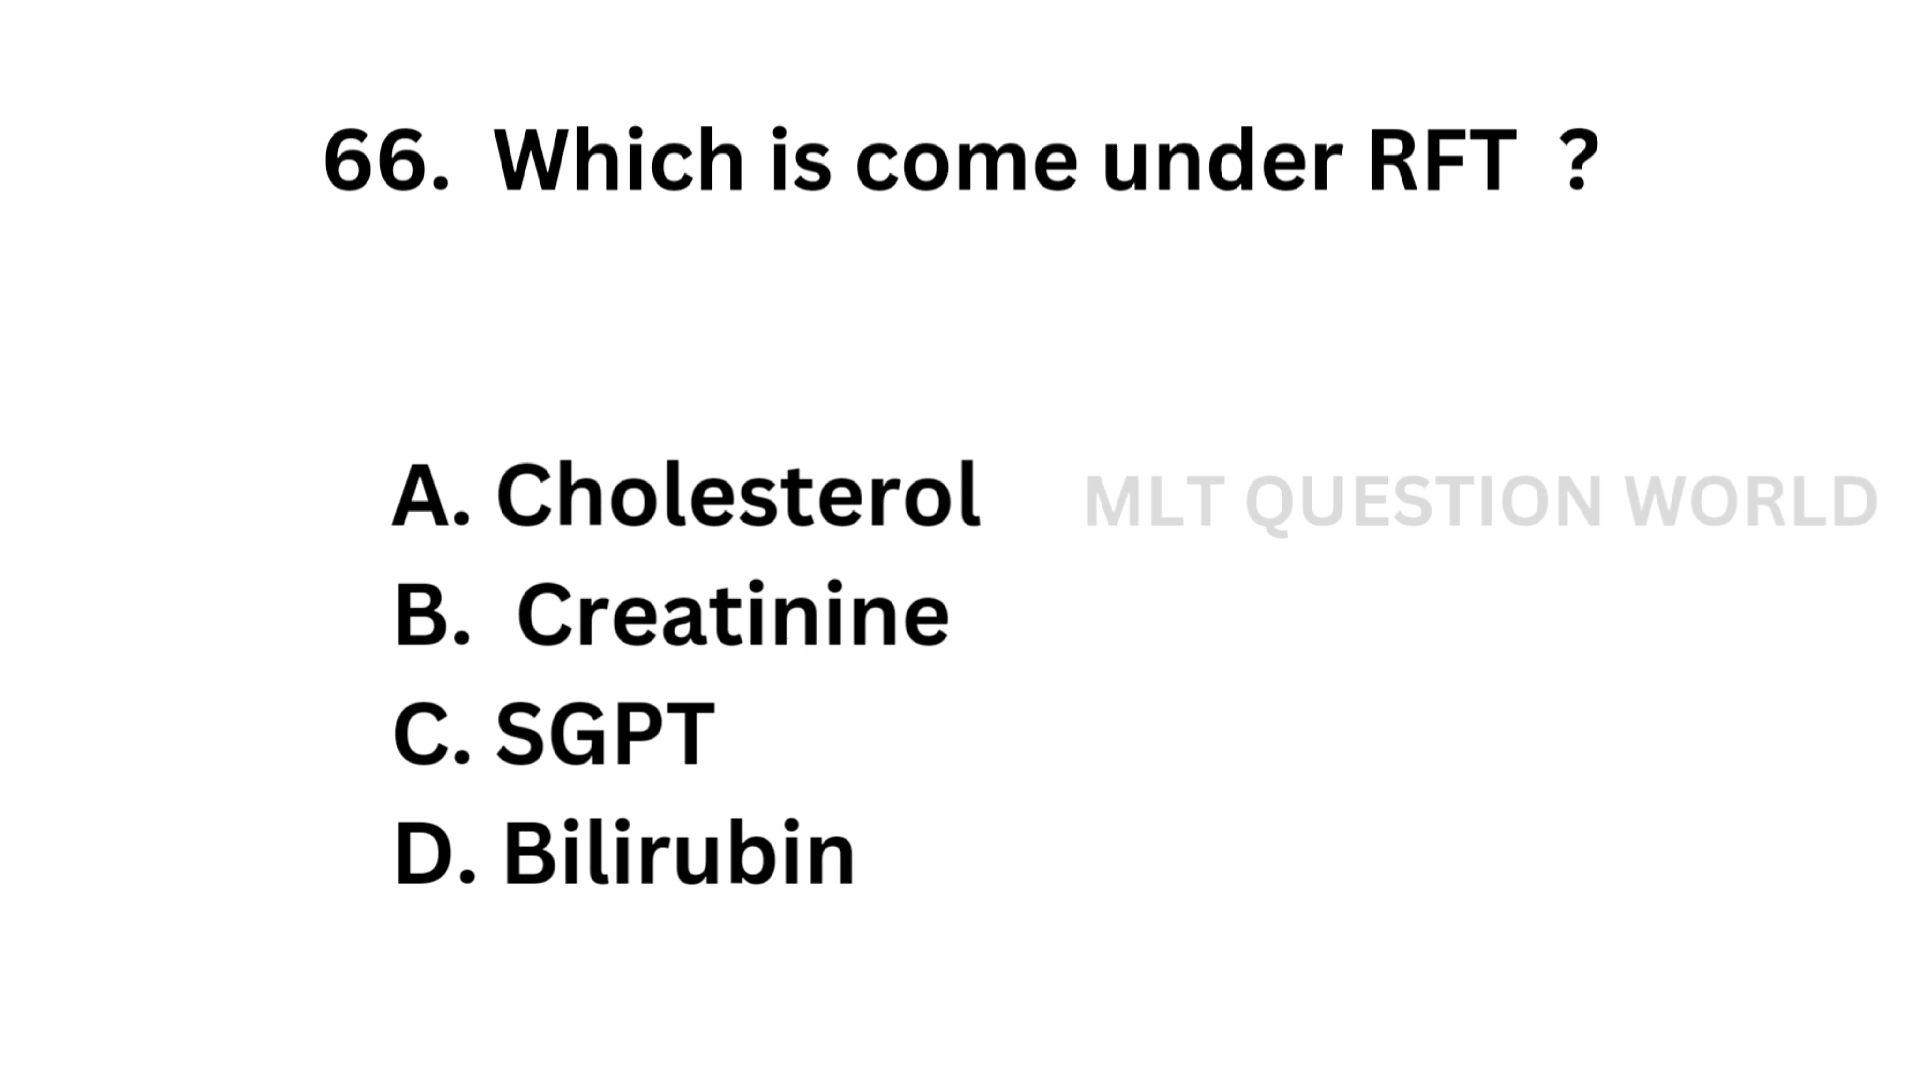 66. Which is come under RFT ?
A. Cholesterol
MLT QUESTION WORLD
B. Creatinine
C. SGPT
D. Bilirubin